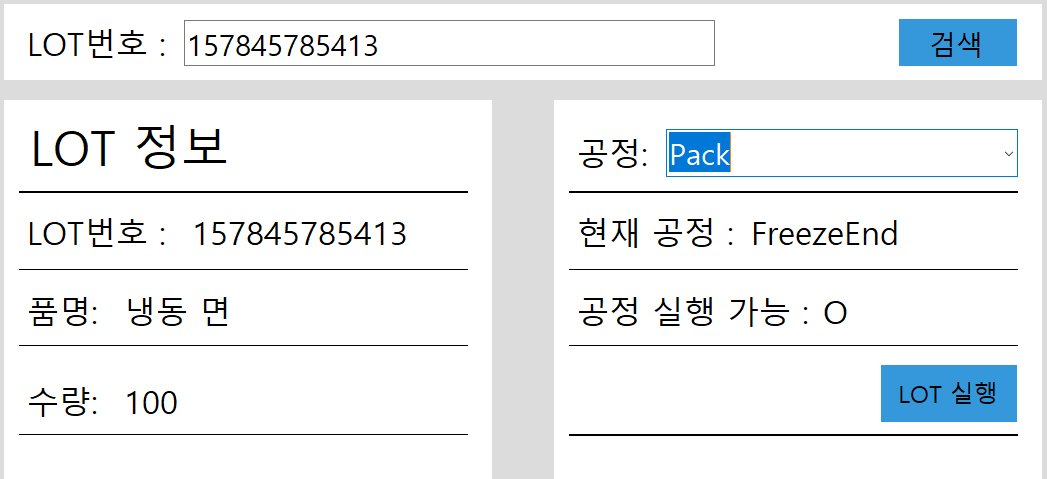 LOT번호 : 157845785413 검색
LOT 정보
LOT번호 : 157845785413
품명: 냉동 면
수량: 100
공정: Pack
현재 공정 : FreezeEnd
공정 실행 가능 : O
LOT 실행